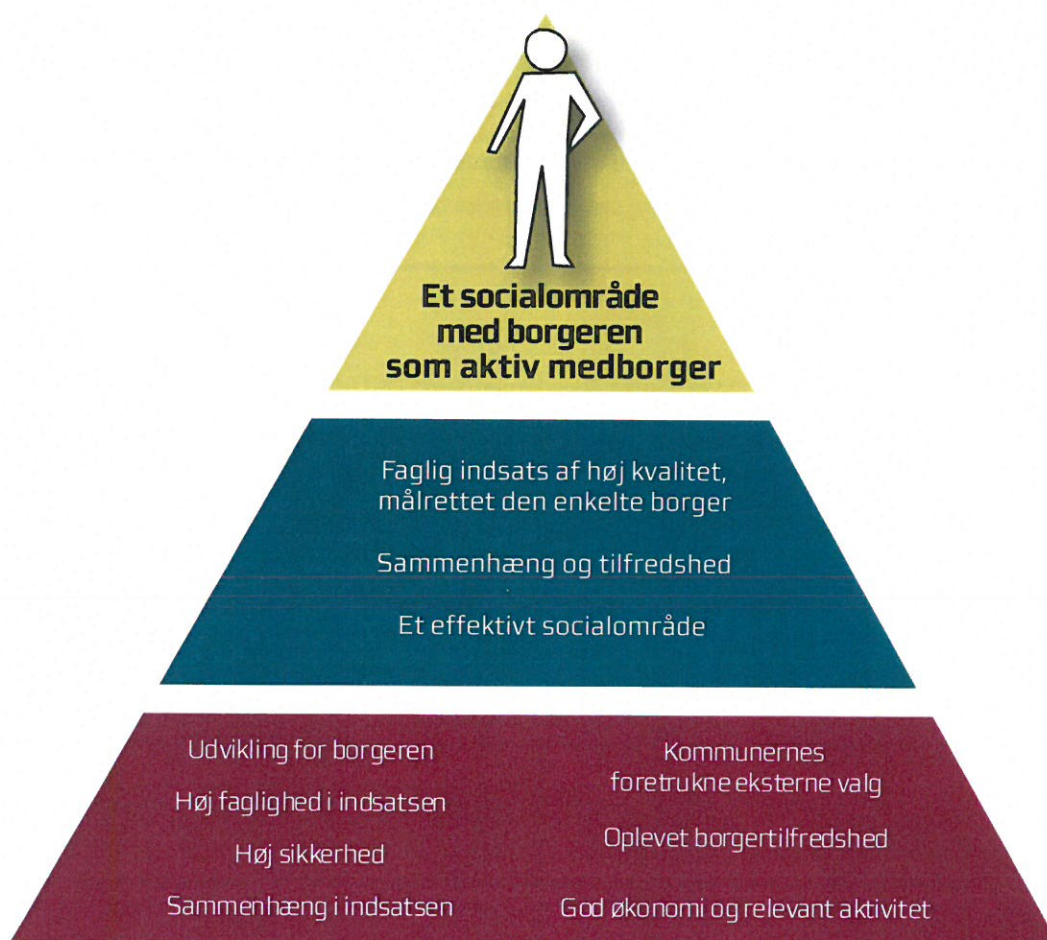 Et socialområde
med borgeren
som aktiv medborger
Faglig indsats af høj kvalitet,
målrettet den enkelte borger
Sammenhæng og tilfredshed
Et effektivt socialområde
Udvikling for borgeren
Høj faglighed i indsatsen
Høj sikkerhed
Sammenhæng i indsatsen
Kommunernes
foretrukne eksterne valg
Oplevet borgertilfredshed
God økonomi og relevant aktivitet